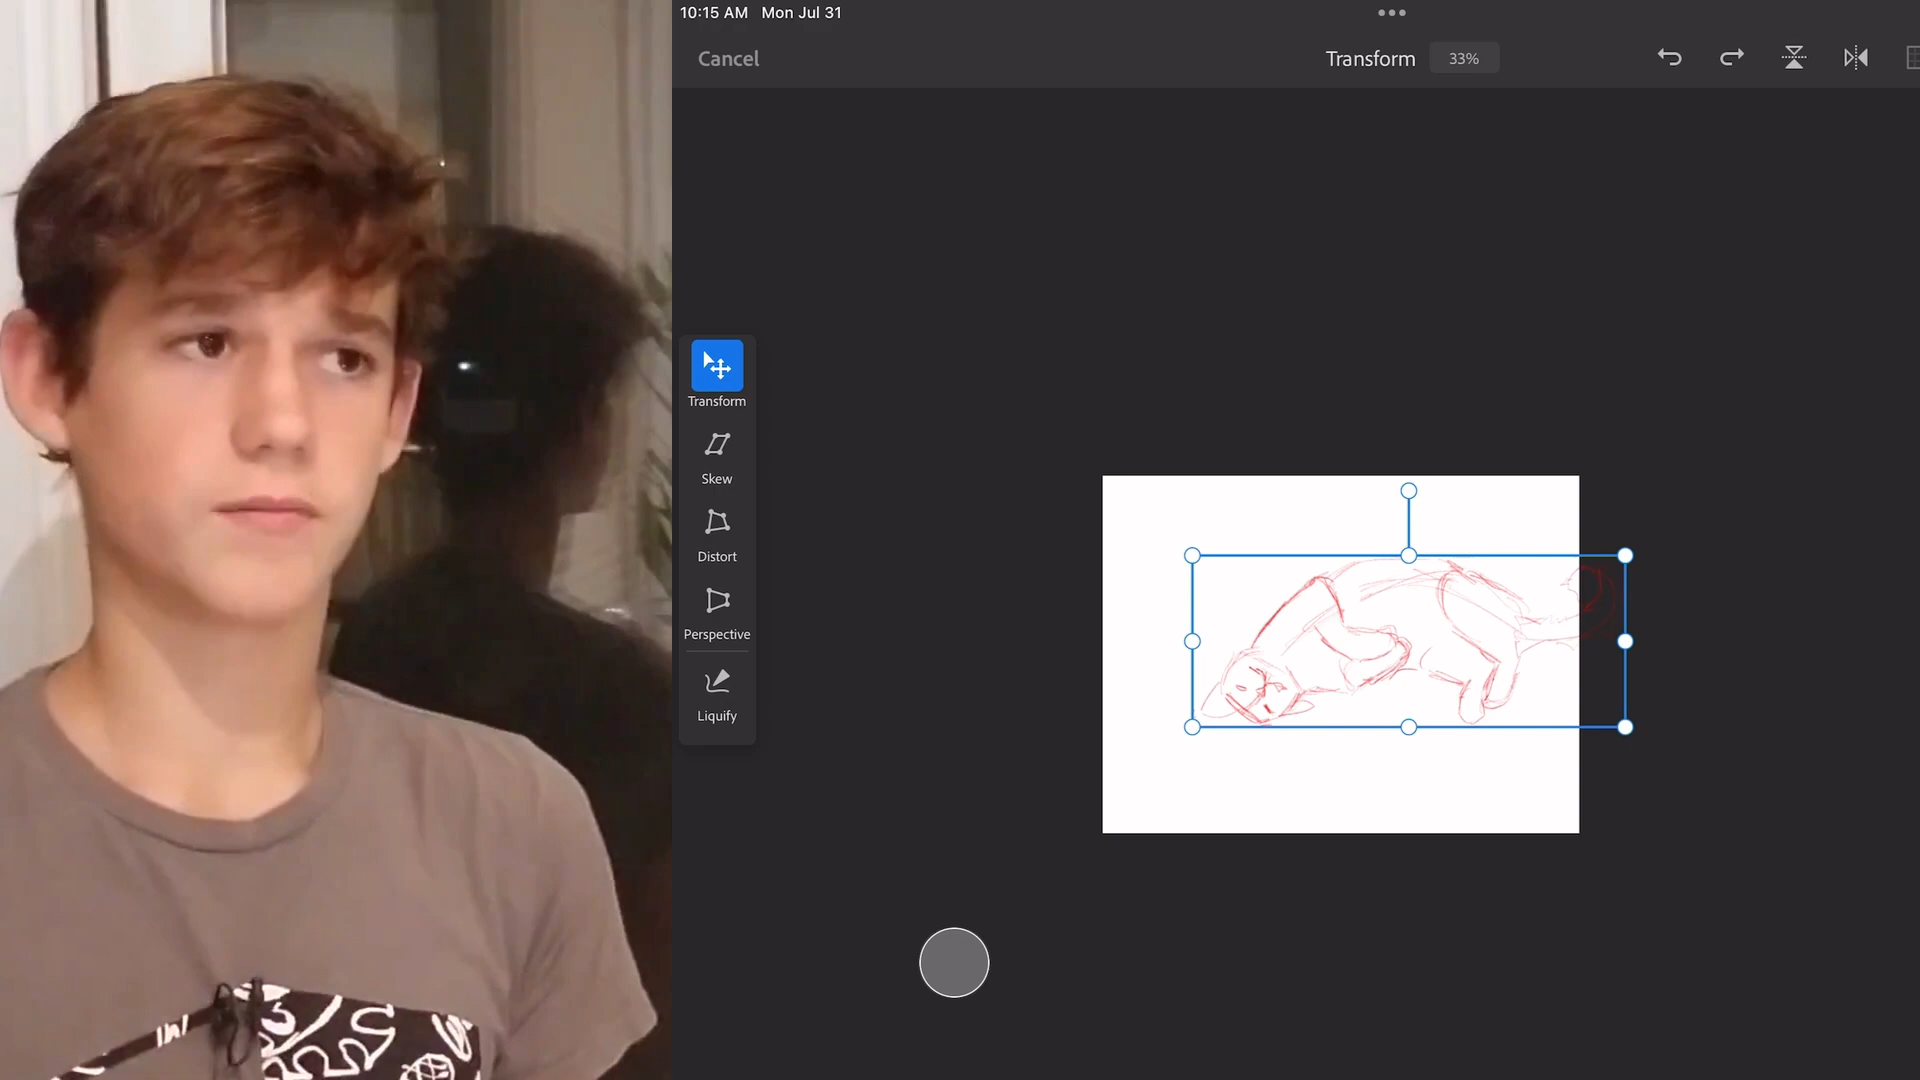 10:15 AM Mon Jul 31
Cancel
Transform 33%
Transform
Skew
Distort
Perspective
Liquify